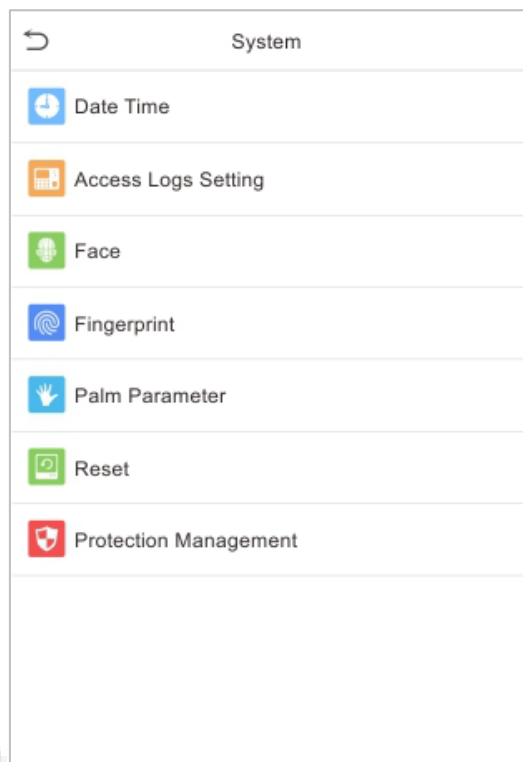 System
Date Time
Access Logs Setting
Face
Fingerprint
Palm Parameter
Reset
Protection Management